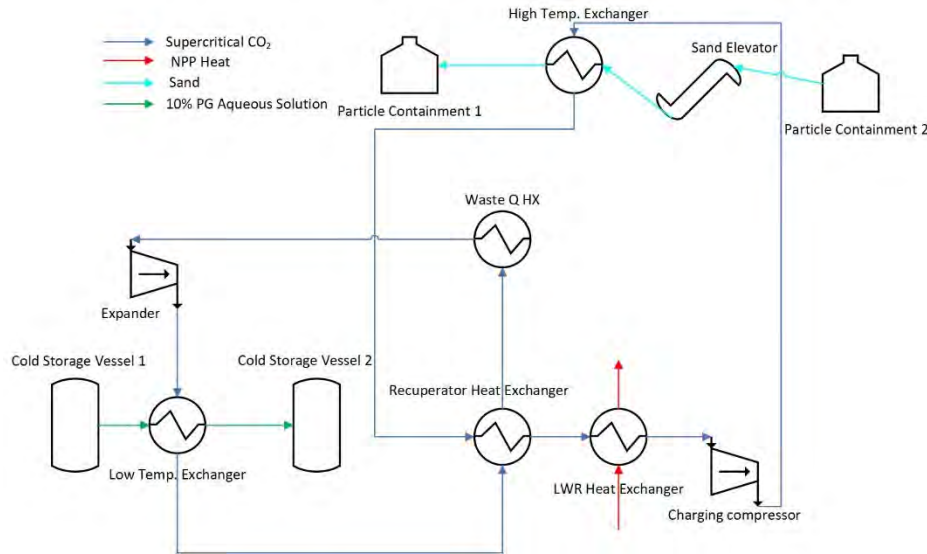 High Temp. Exchanger
Supercritical CO₂
NPP Heat
Sand
10% PG Aqueous Solution
Sand Elevator
Particle Containment 1
Particle Containment 2
Waste Q HX
Expander
Cold Storage Vessel 1
Cold Storage Vessel 2
Recuperator Heat Exchanger
Low Temp. Exchanger
LWR Heat Exchanger
Charging compressor